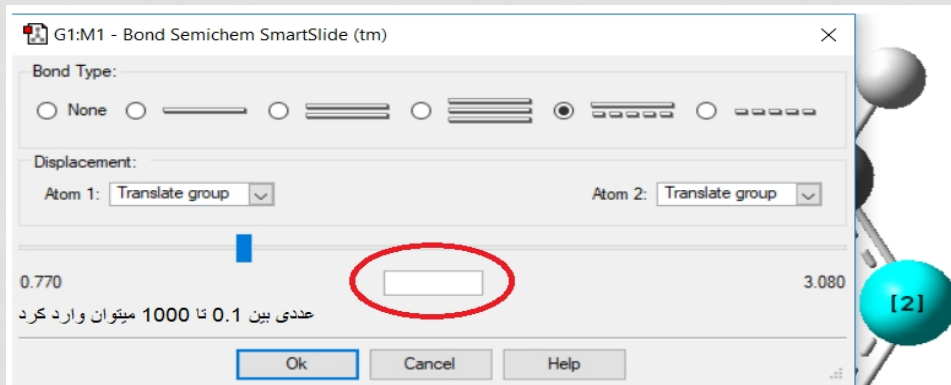 G1:M1 - Bond Semichem SmartSlide (tm)
Bond Type:
None
Displacement:
Atom 1: Translate group
Atom 2: Translate group
0.770
3.080
عددی بین 0.1 تا 1000 میتوان وارد کرد
[2]
Ok
Cancel
Help